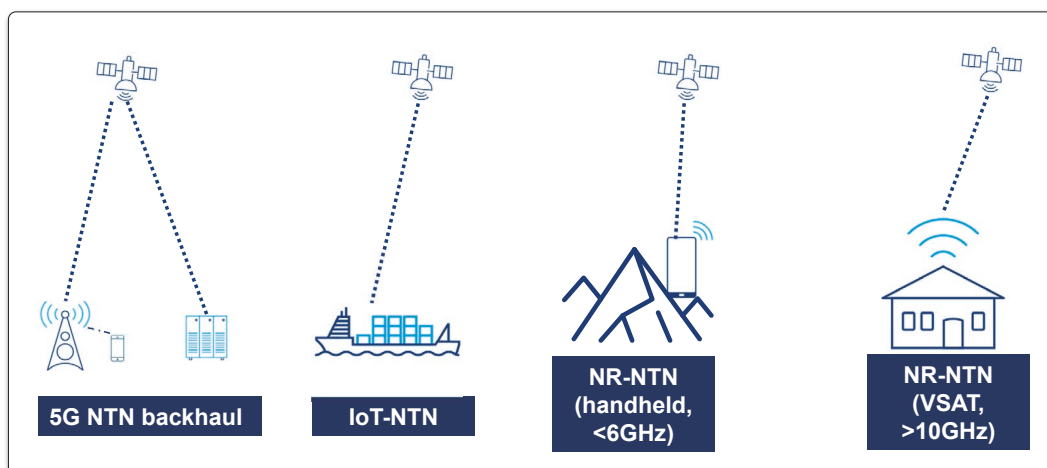 5G NTN backhaul
IoT-NTN
NR-NTN
(handheld,
<6GHz)
NR-NTN
(VSAT,
>10GHz)